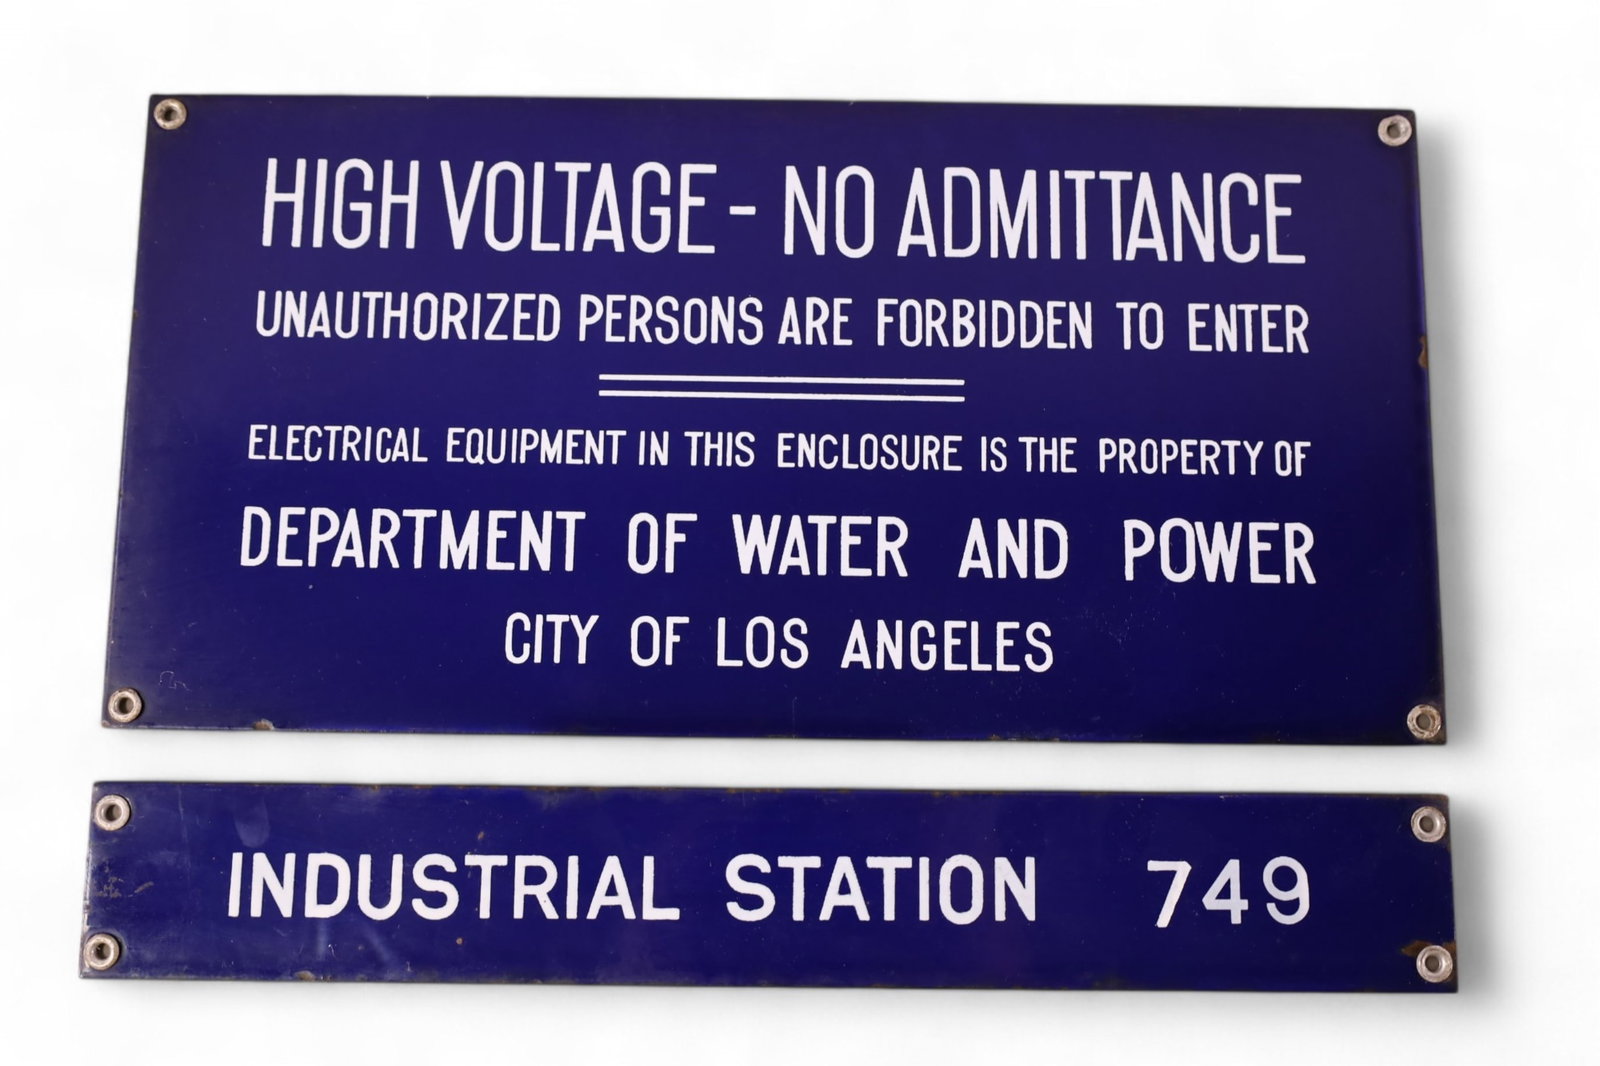 HIGH VOLTAGE - NO ADMITTANCE
UNAUTHORIZED PERSONS ARE FORBIDDEN TO ENTER
ELECTRICAL EQUIPMENT IN THIS ENCLOSURE IS THE PROPERTY OF
DEPARTMENT OF WATER AND POWER
CITY OF LOS ANGELES
INDUSTRIAL STATION 749